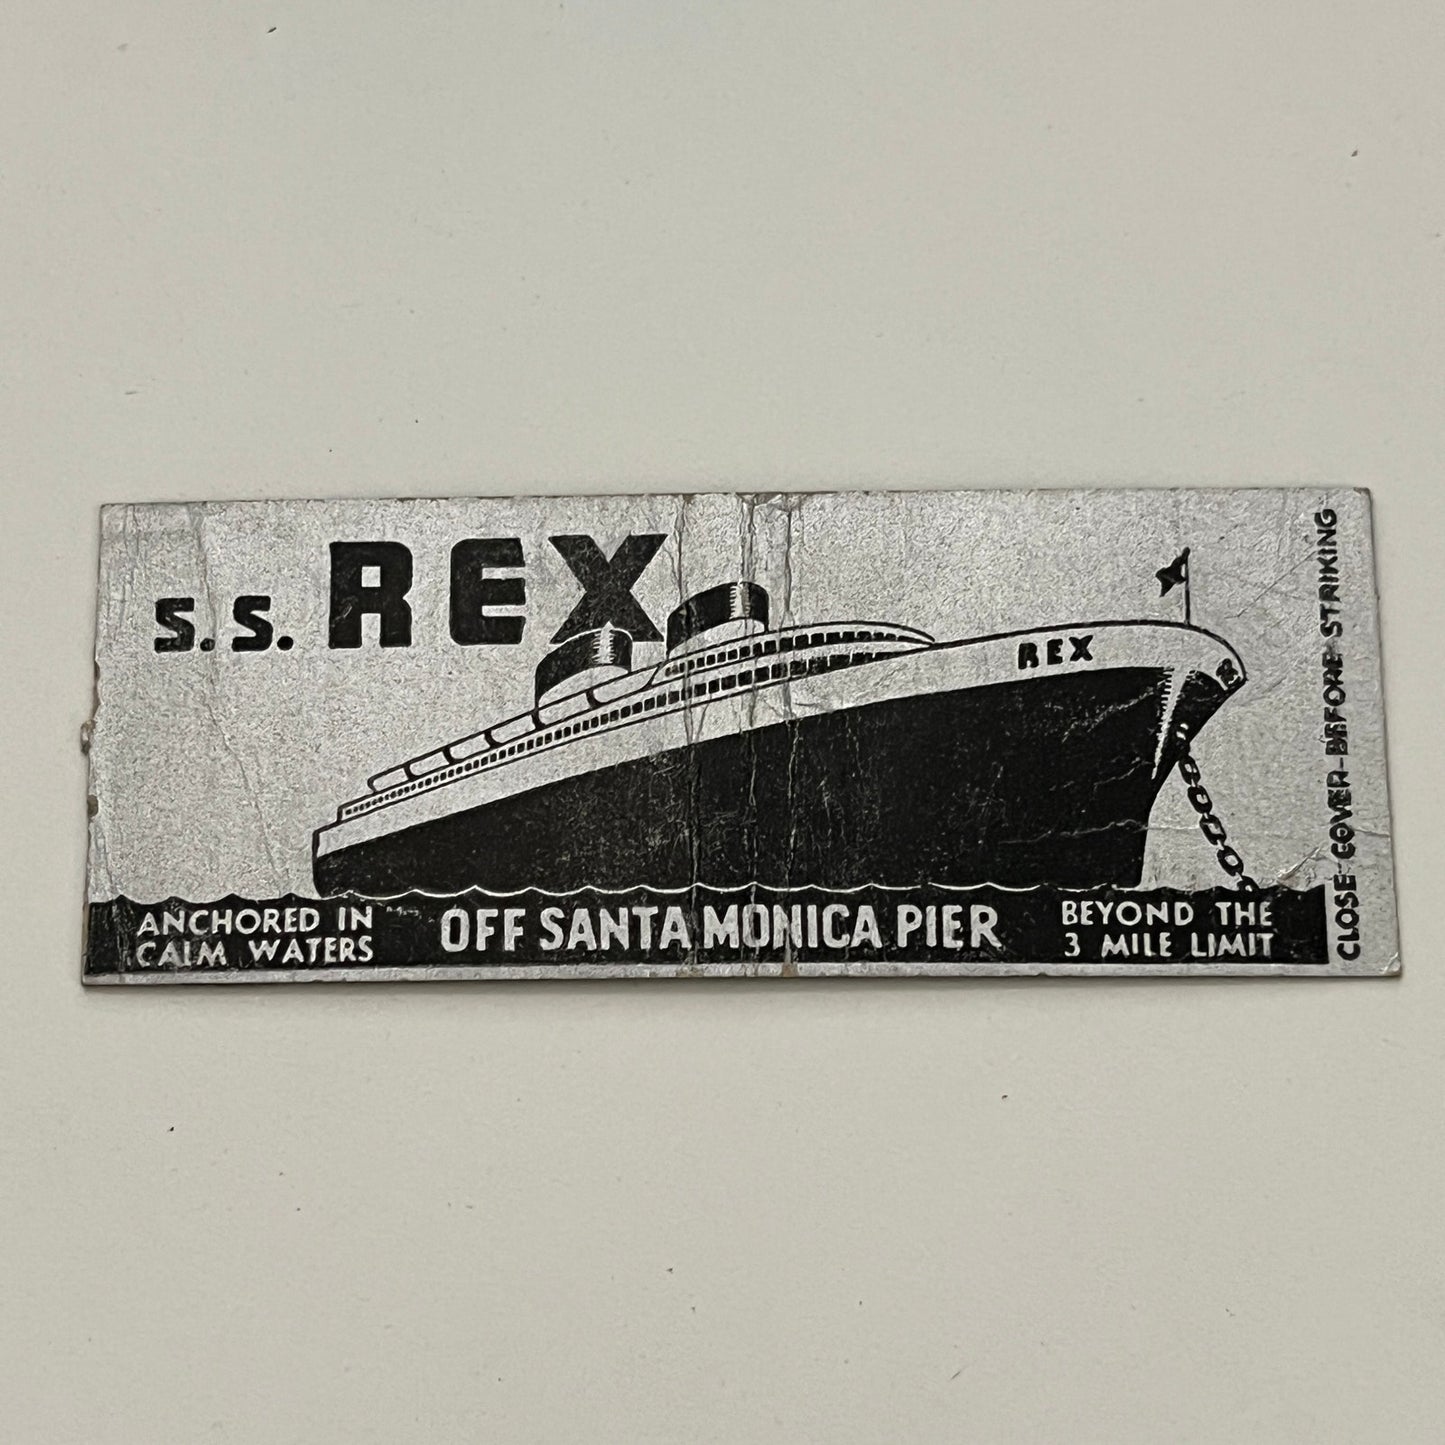 S.S. REX
REX
ANCHORED IN
CALM WATERS
OFF SANTA MONICA PIER
BEYOND THE
3 MILE LIMIT
CLOSE COVER BEFORE STRIKING